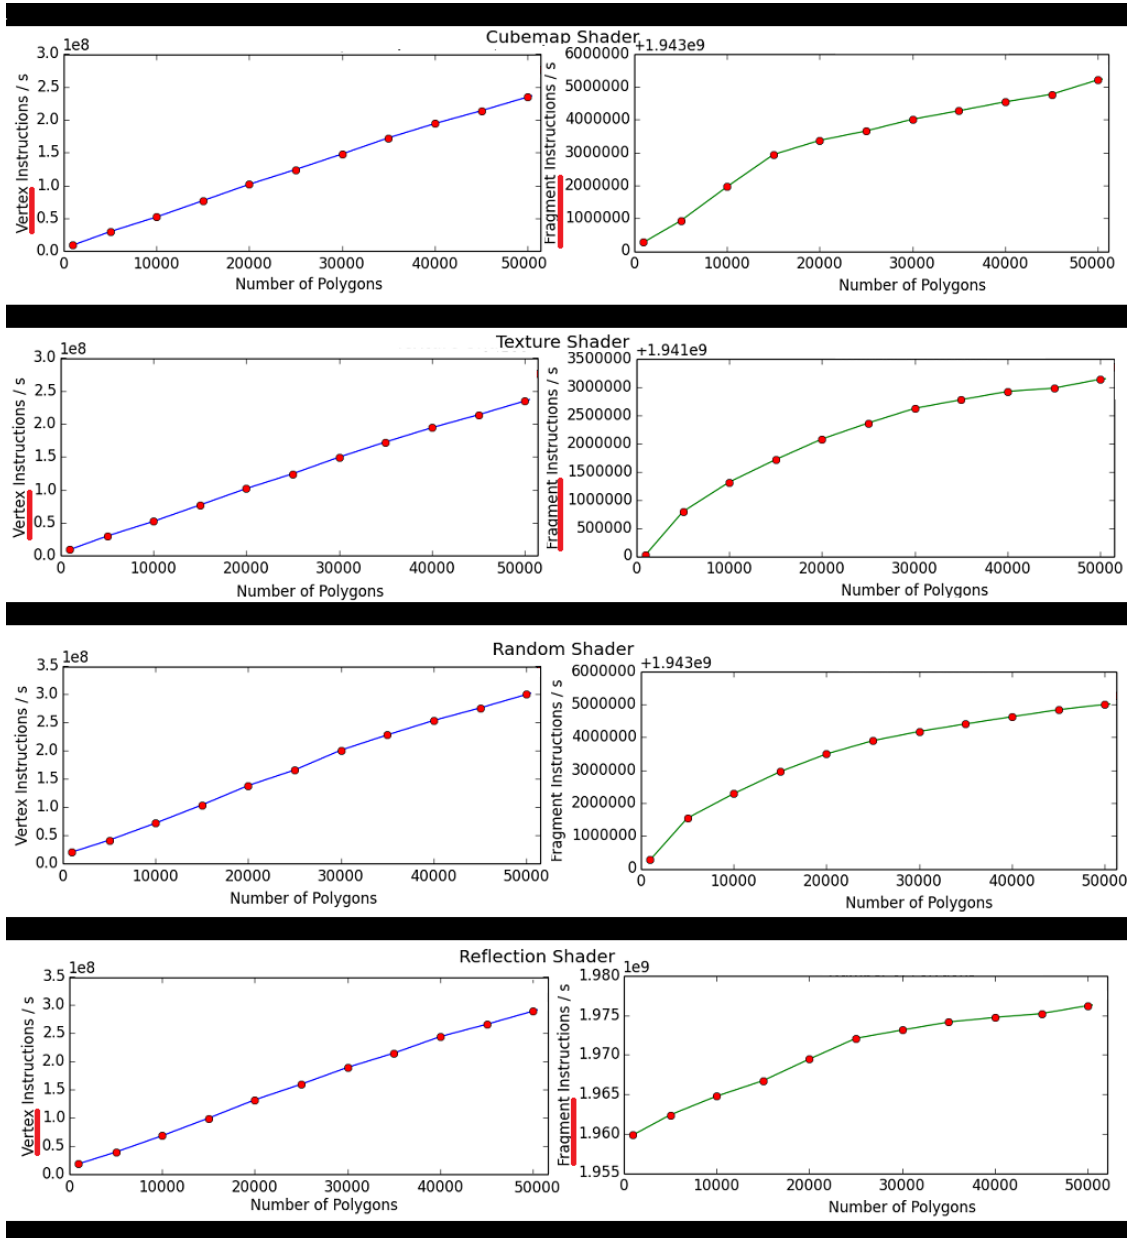 Cubemap Shader
1e8
3.0
2.5
2.0
1.5
1.0
0.5
0.0
Vertex Instructions / s
0 10000 20000 30000 40000 50000
Number of Polygons
+1.943e9
6000000
5000000
4000000
3000000
2000000
1000000
0
Fragment Instructions / s
0 10000 20000 30000 40000 50000
Number of Polygons
Texture Shader
1e8
3.0
2.5
2.0
1.5
1.0
0.5
0.0
Vertex Instructions / s
0 10000 20000 30000 40000 50000
Number of Polygons
+1.941e9
3500000
3000000
2500000
2000000
1500000
1000000
500000
0
Fragment Instructions / s
0 10000 20000 30000 40000 50000
Number of Polygons
Random Shader
1e8
3.5
3.0
2.5
2.0
1.5
1.0
0.5
0.0
Vertex Instructions / s
0 10000 20000 30000 40000 50000
Number of Polygons
+1.943e9
6000000
5000000
4000000
3000000
2000000
1000000
0
Fragment Instructions / s
0 10000 20000 30000 40000 50000
Number of Polygons
Reflection Shader
1e8
3.5
3.0
2.5
2.0
1.5
1.0
0.5
0.0
Vertex Instructions / s
0 10000 20000 30000 40000 50000
Number of Polygons
1e9
1.980
1.975
1.970
1.965
1.960
1.955
Fragment Instructions / s
0 10000 20000 30000 40000 50000
Number of Polygons